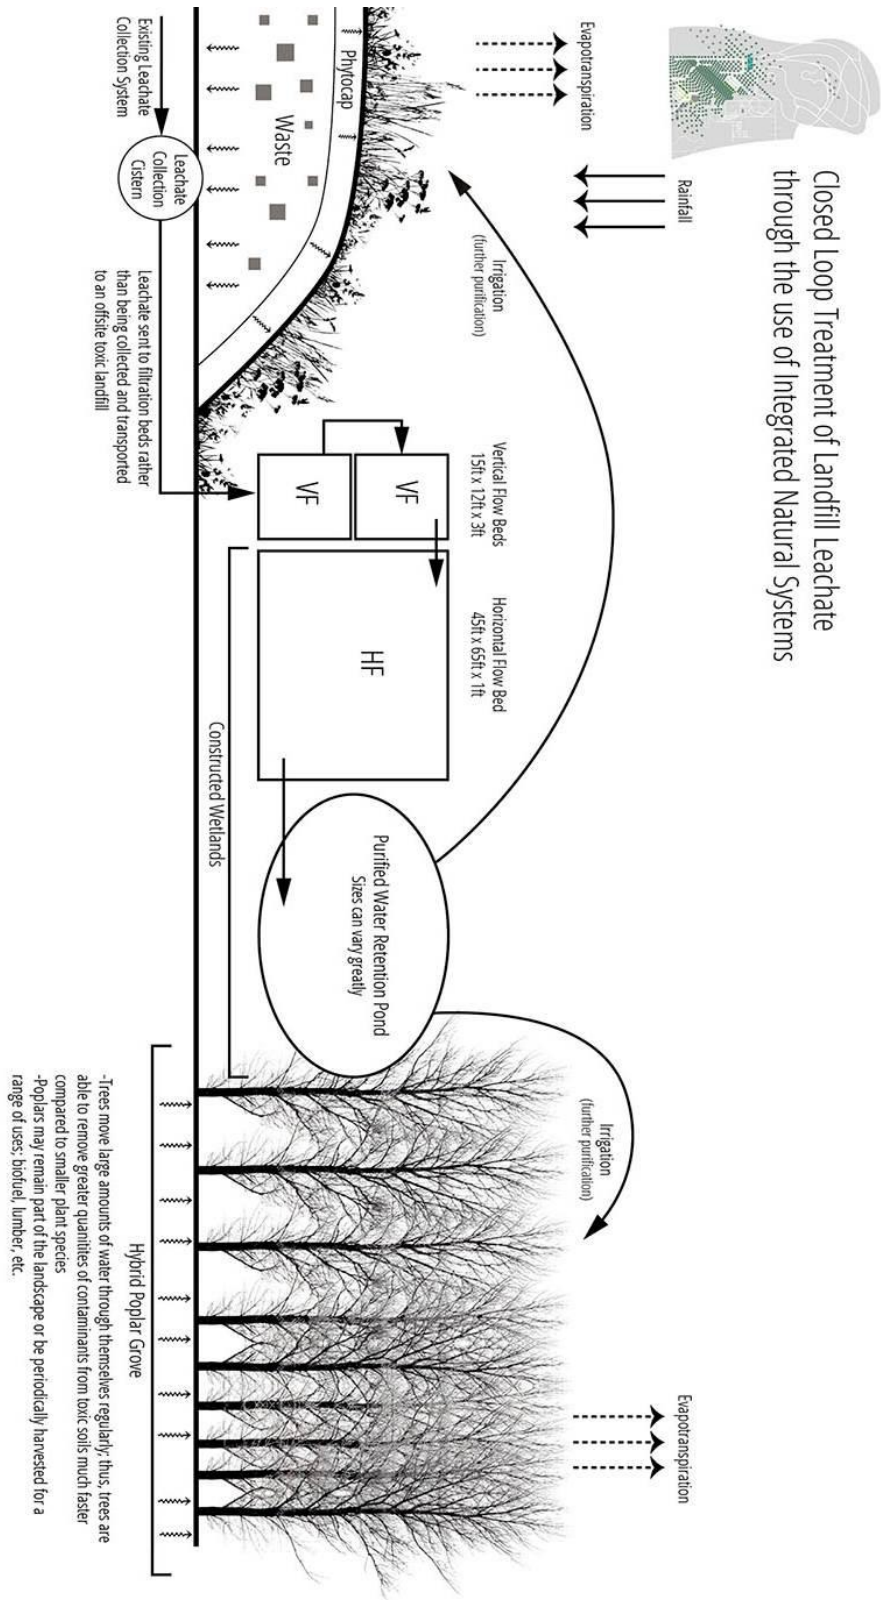 Closed Loop Treatment of Landfill Leachate
through the use of Integrated Natural Systems
Evapotranspiration
Rainfall
Irrigation
(further purification)
Phytocap
Waste
Existing Leachate
Collection System
Leachate
Collection
Cistern
Leachate sent to filtration beds rather
than being collected and transported
to an offsite toxic landfill
Vertical Flow Beds
15ft x 12ft x 3ft
VF
VF
Horizontal Flow Bed
45ft x 65ft x 1ft
HF
Constructed Wetlands
Purified Water Retention Pond
Sizes can vary greatly
Irrigation
(further purification)
Evapotranspiration
Hybrid Poplar Grove
-Trees move large amounts of water through themselves regularly; thus, trees are
able to remove greater quanitities of contaminants from toxic soils much faster
compared to smaller plant species
-Poplars may remain part of the landscape or be periodically harvested for a
range of uses; biofuel, lumber, etc.